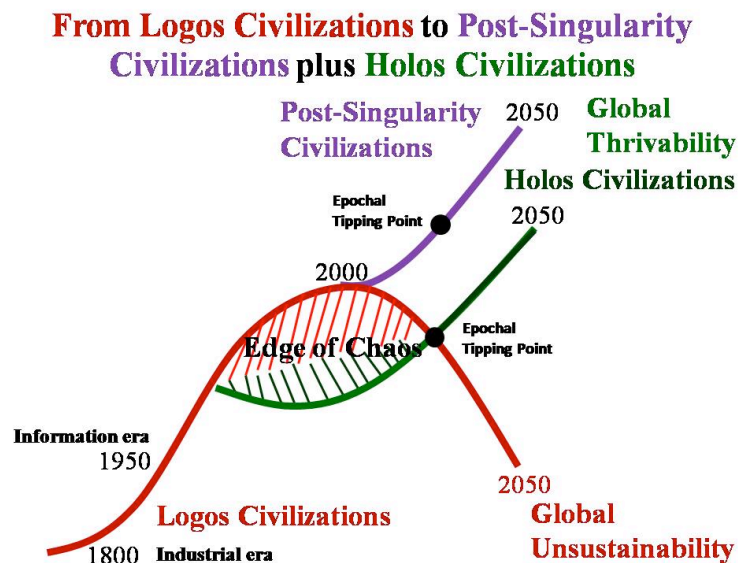 From Logos Civilizations to Post-Singularity
Civilizations plus Holos Civilizations
Post-Singularity
Civilizations
2050
Global
Thrivability
Holos Civilizations
2050
Epochal
Tipping Point
2000
Edge of Chaos
Epochal
Tipping Point
Information era
1950
Logos Civilizations
1800 Industrial era
2050
Global
Unsustainability